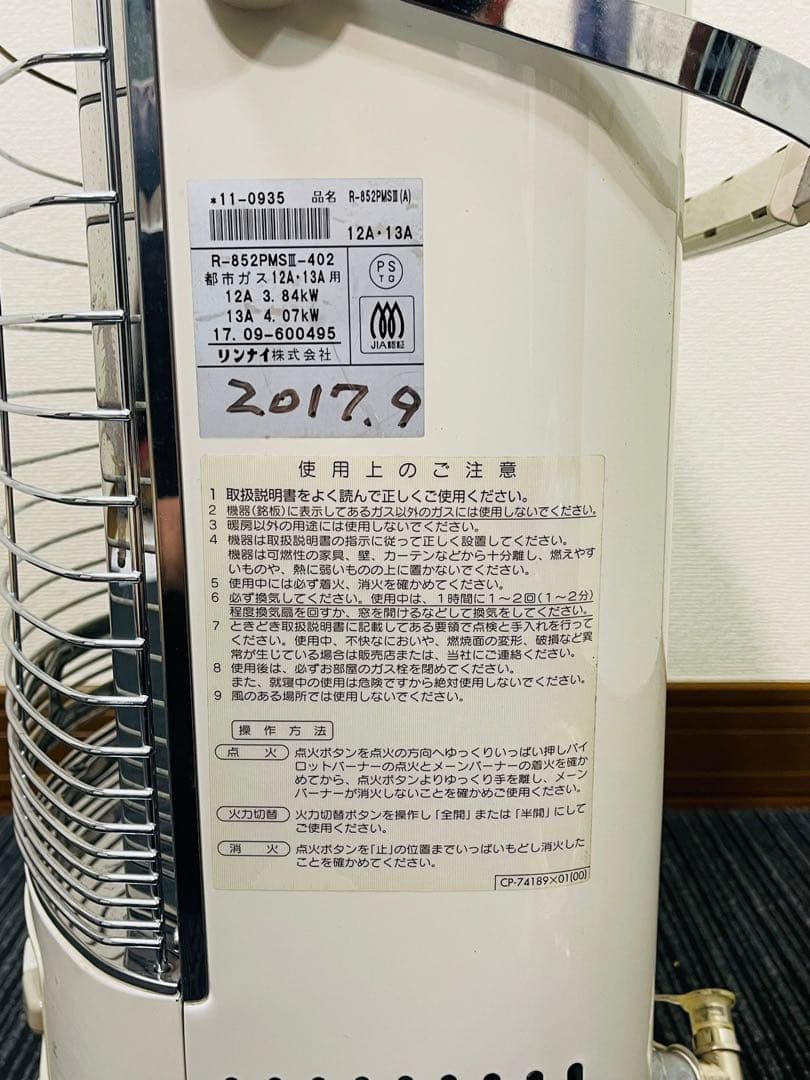 *11-0935 品名 R-852PMSⅢ(A)
12A・13A
R-852PMSⅢ-402
都市ガス12A・13A用
12A 3.84kW
13A 4.07kW
17.09-600495
リンナイ株式会社
PS
TG
JIA認証
2017.9
使用上のご注意
1 取扱説明書をよく読んで正しくご使用ください。
2 機器(銘板)に表示してあるガス以外のガスには使用しないでください。
3 暖房以外の用途には使用しないでください。
4 機器は取扱説明書の指示に従って正しく設置してください。
機器は可燃性の家具、壁、カーテンなどから十分離し、燃えやす
いものや、熱に弱いものの上に置かないでください。
5 使用中には必ず着火、消火を確かめてください。
6 必ず換気してください。使用中は、1時間に1〜2回(1〜2分)
程度換気扇を回すか、窓を開けるなどして換気をしてください。
7 ときどき取扱説明書に記載してある要領で点検と手入れを行って
ください。使用中、不快なにおいや、燃焼面の変形、破損など異
常が生じている場合は販売店または、当社にご連絡ください。
8 使用後は、必ずお部屋のガス栓を閉めてください。
また、就寝中の使用は危険ですから絶対使用しないでください。
9 風のある場所では使用しないでください。
操作方法
点火 点火ボタンを点火の方向へゆっくりいっぱい押しパイ
ロットバーナーの点火とメーンバーナーの着火を確か
めてから、点火ボタンよりゆっくり手を離し、メーン
バーナーが消火しないことを確かめご使用ください。
火力切替 火力切替ボタンを操作し「全開」または「半開」にして
ご使用ください。
消火 点火ボタンを「止」の位置までいっぱいもどし消火した
ことを確かめてください。
CP-74189×01(00)